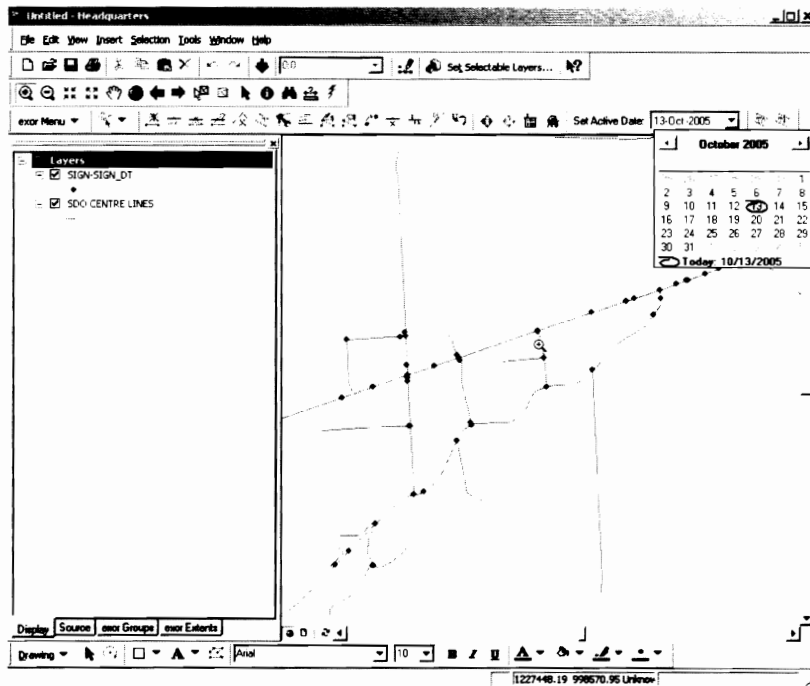 Untitled - Headquarters
File Edit View Insert Selection Tools Window Help
0.0 Set Selectable Layers...
exor Menu Set Active Date: 13-Oct-2005
October 2005
1
2 3 4 5 6 7 8
9 10 11 12 13 14 15
16 17 18 19 20 21 22
23 24 25 26 27 28 29
30 31
Today: 10/13/2005
Layers
SIGN-SIGN_DT
SDO CENTRE LINES
Display Source exor Groups exor Extents
Drawing A Arial 10 B I U A
1227448.19 998570.95 Unknow